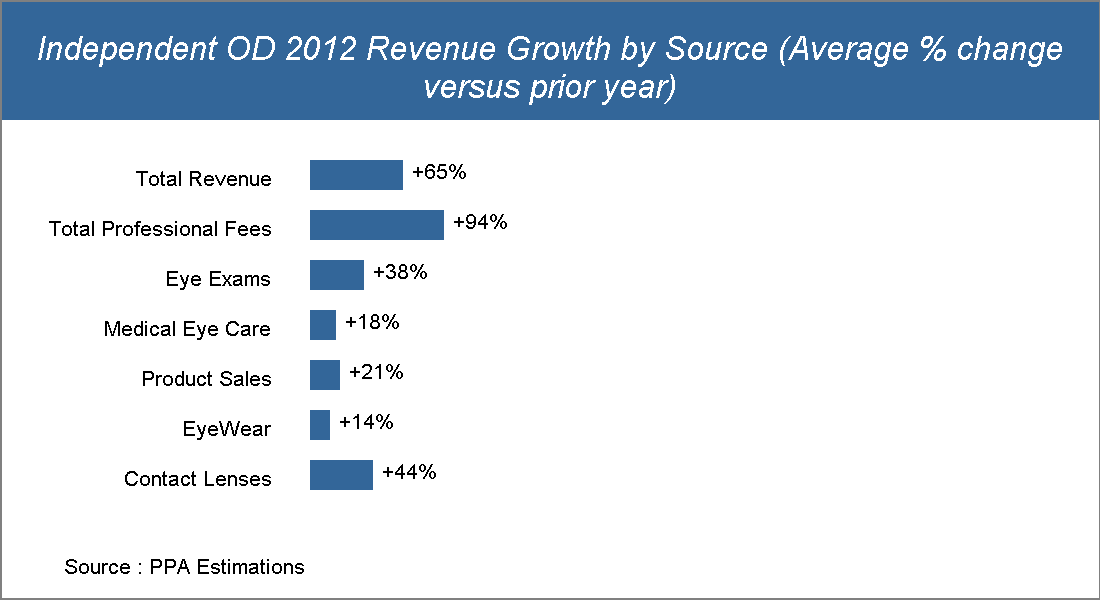 Independent OD 2012 Revenue Growth by Source (Average % change
versus prior year)
Total Revenue +65%
Total Professional Fees +94%
Eye Exams +38%
Medical Eye Care +18%
Product Sales +21%
EyeWear +14%
Contact Lenses +44%
Source : PPA Estimations